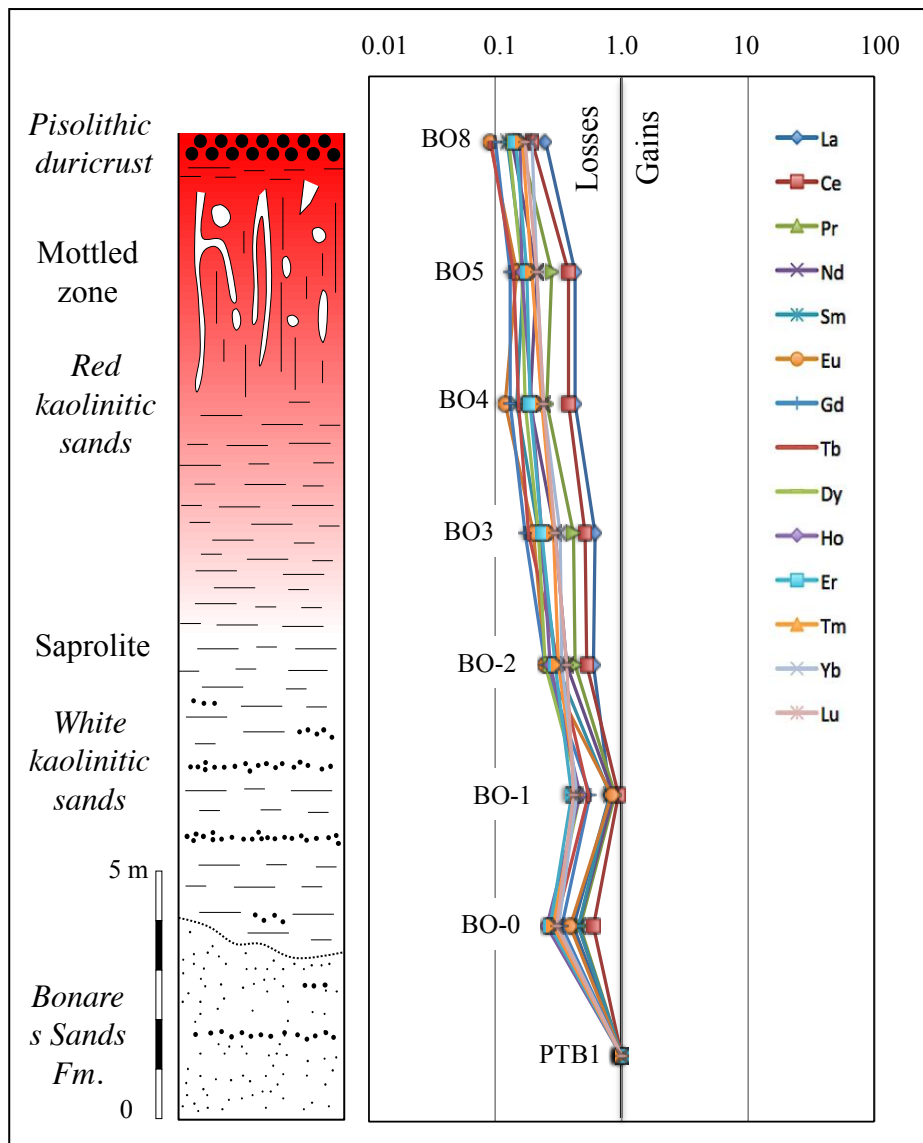 0.01 0.1 1.0 10 100
Pisolithic
duricrust
Mottled
zone
Red
kaolinitic
sands
Saprolite
White
kaolinitic
sands
5 m
Bonare
s Sands
Fm.
0
BO8
BO5
BO4
BO3
BO-2
BO-1
BO-0
PTB1
Losses
Gains
La
Ce
Pr
Nd
Sm
Eu
Gd
Tb
Dy
Ho
Er
Tm
Yb
Lu